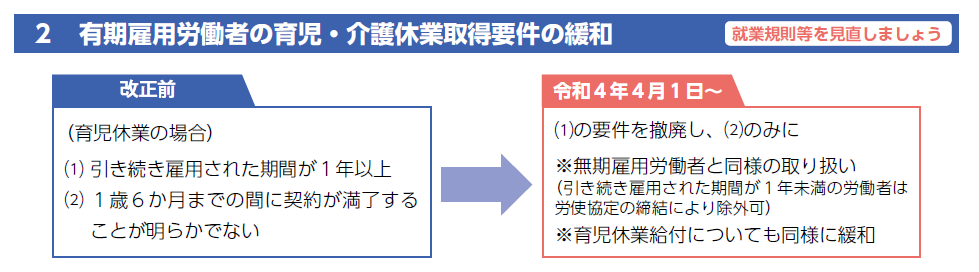 2 有期雇用労働者の育児・介護休業取得要件の緩和
就業規則等を見直しましょう
改正前
(育児休業の場合)
(1) 引き続き雇用された期間が1年以上
(2) 1歳6か月までの間に契約が満了する
ことが明らかでない
令和4年4月1日~
(1)の要件を撤廃し、(2)のみに
※無期雇用労働者と同様の取り扱い
(引き続き雇用された期間が1年未満の労働者は
労使協定の締結により除外可)
※育児休業給付についても同様に緩和